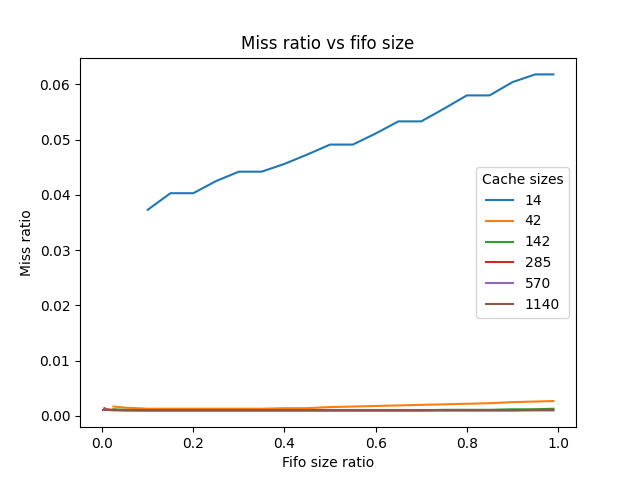 Miss ratio vs fifo size
Miss ratio
0.06
0.05
0.04
0.03
0.02
0.01
0.00
Cache sizes
14
42
142
285
570
1140
0.0 0.2 0.4 0.6 0.8 1.0
Fifo size ratio